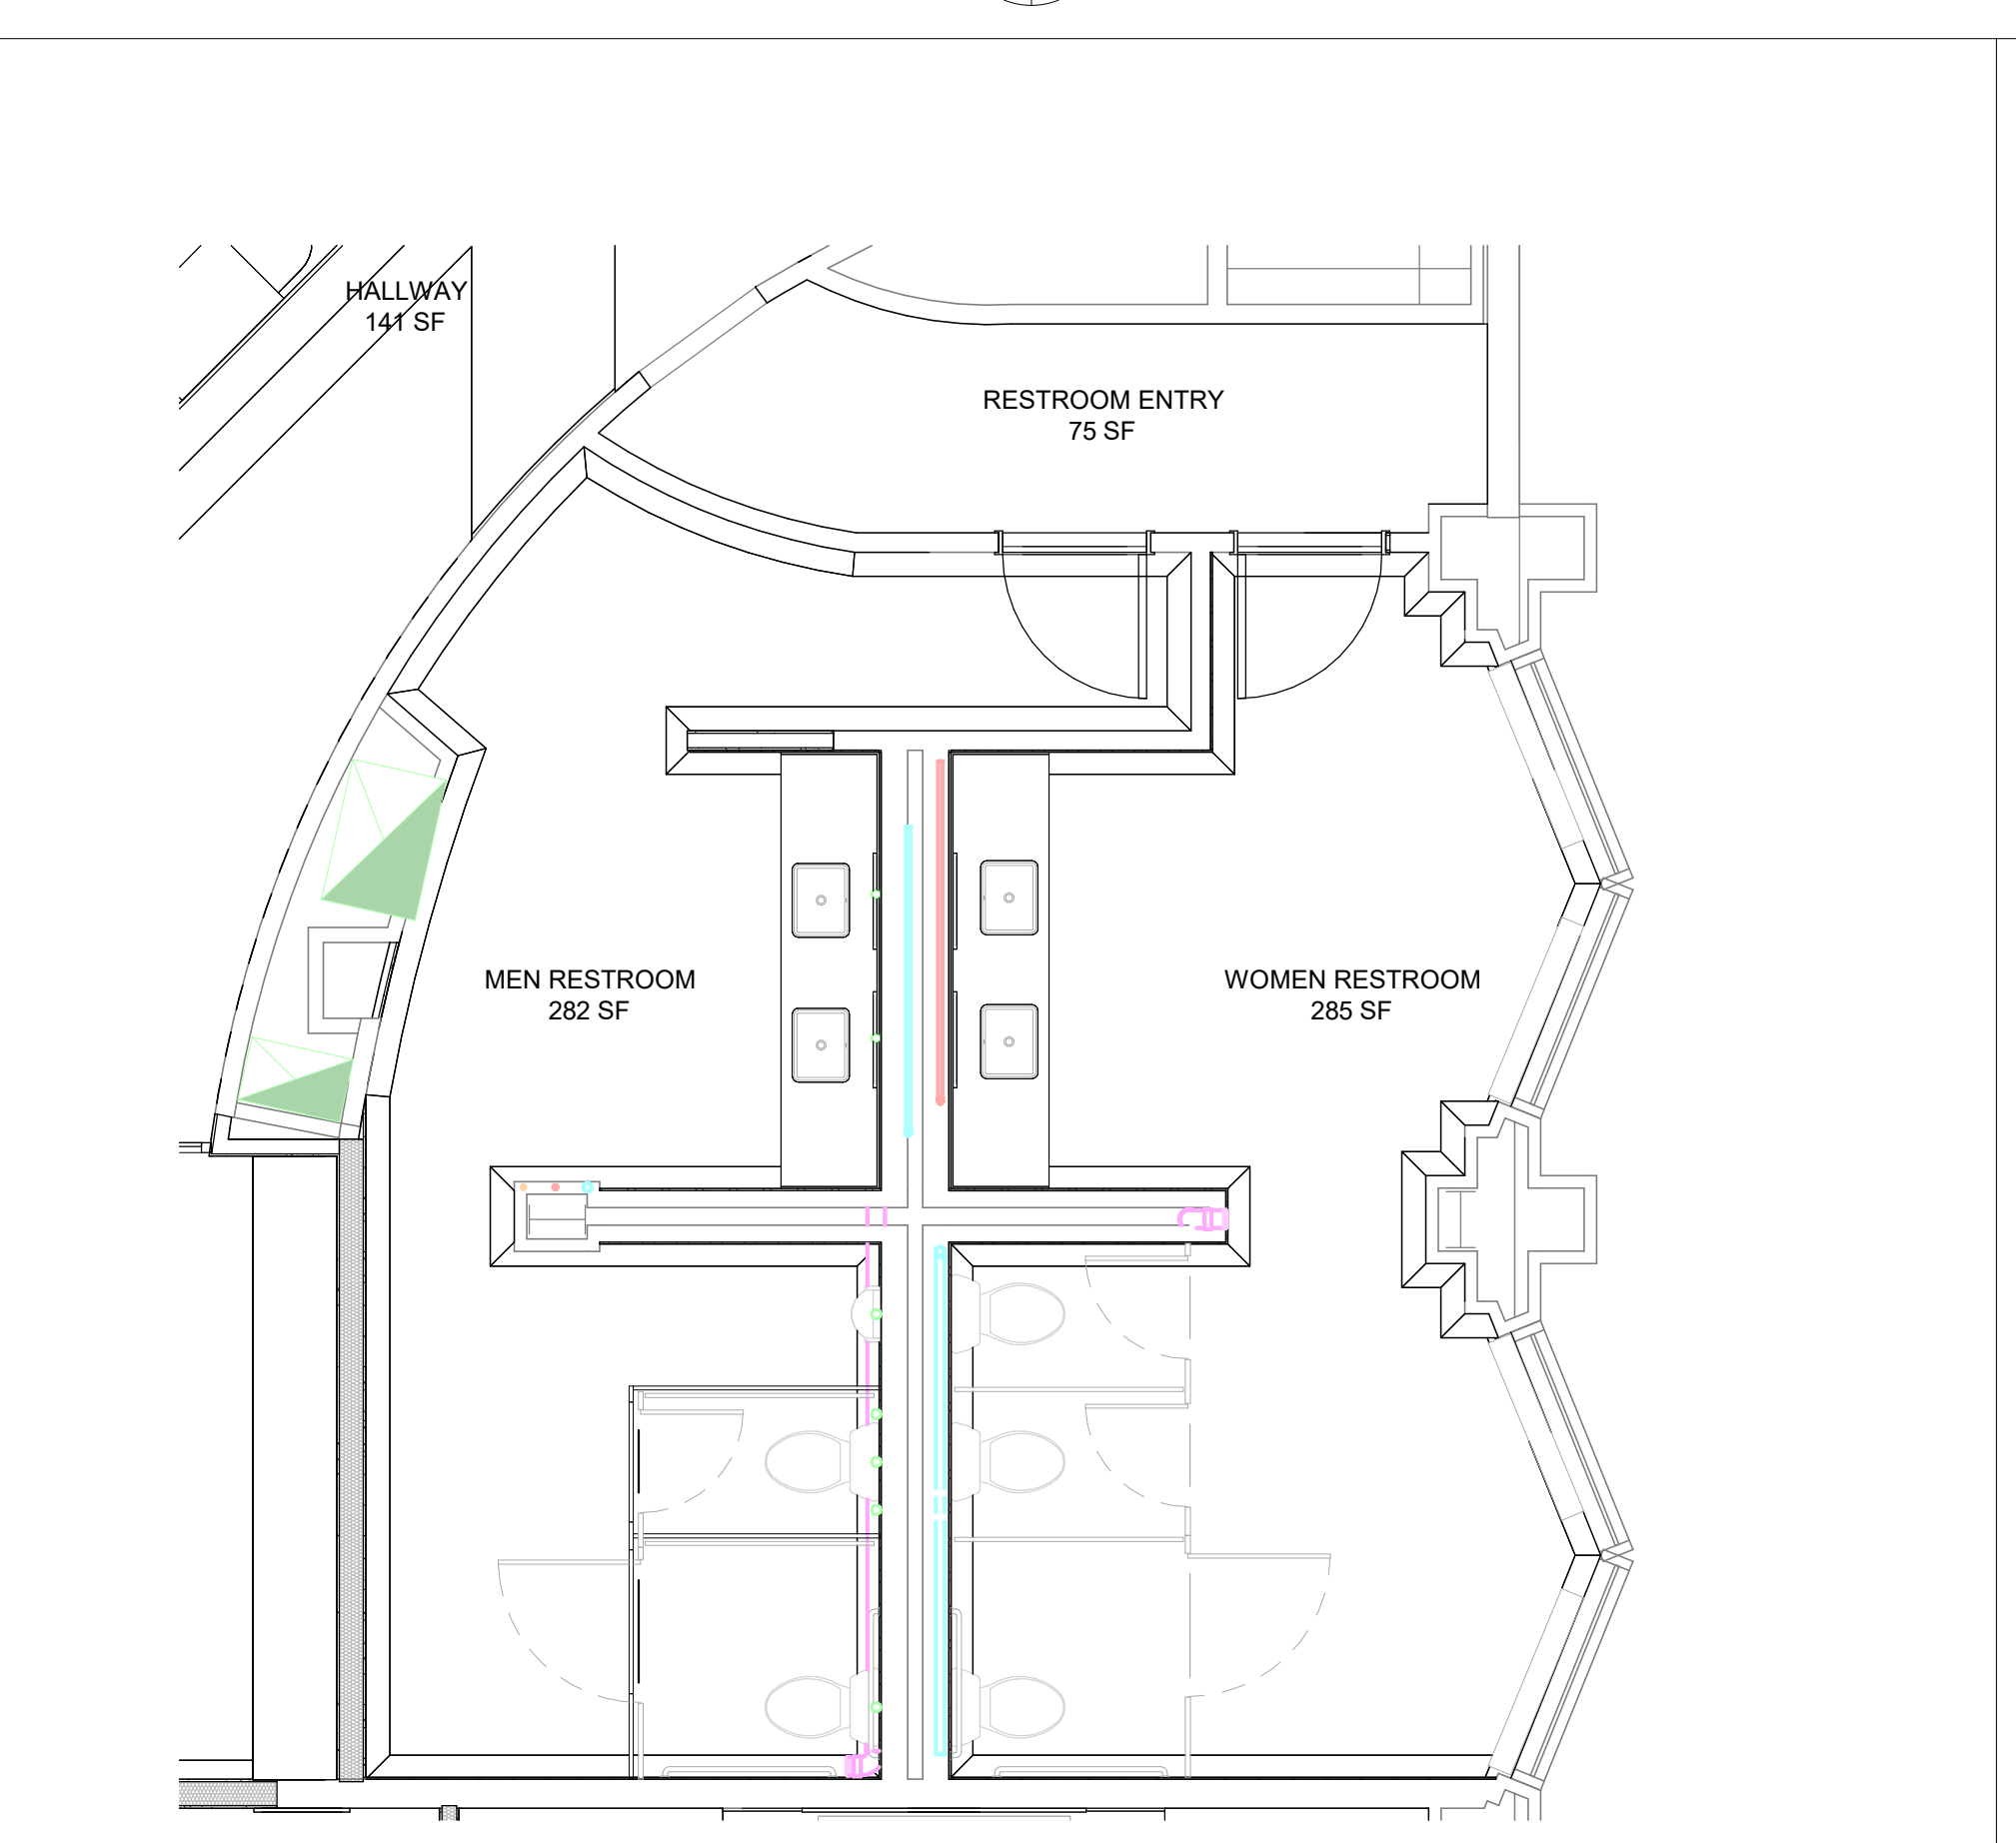 HALLWAY
141 SF
RESTROOM ENTRY
75 SF
MEN RESTROOM
282 SF
WOMEN RESTROOM
285 SF